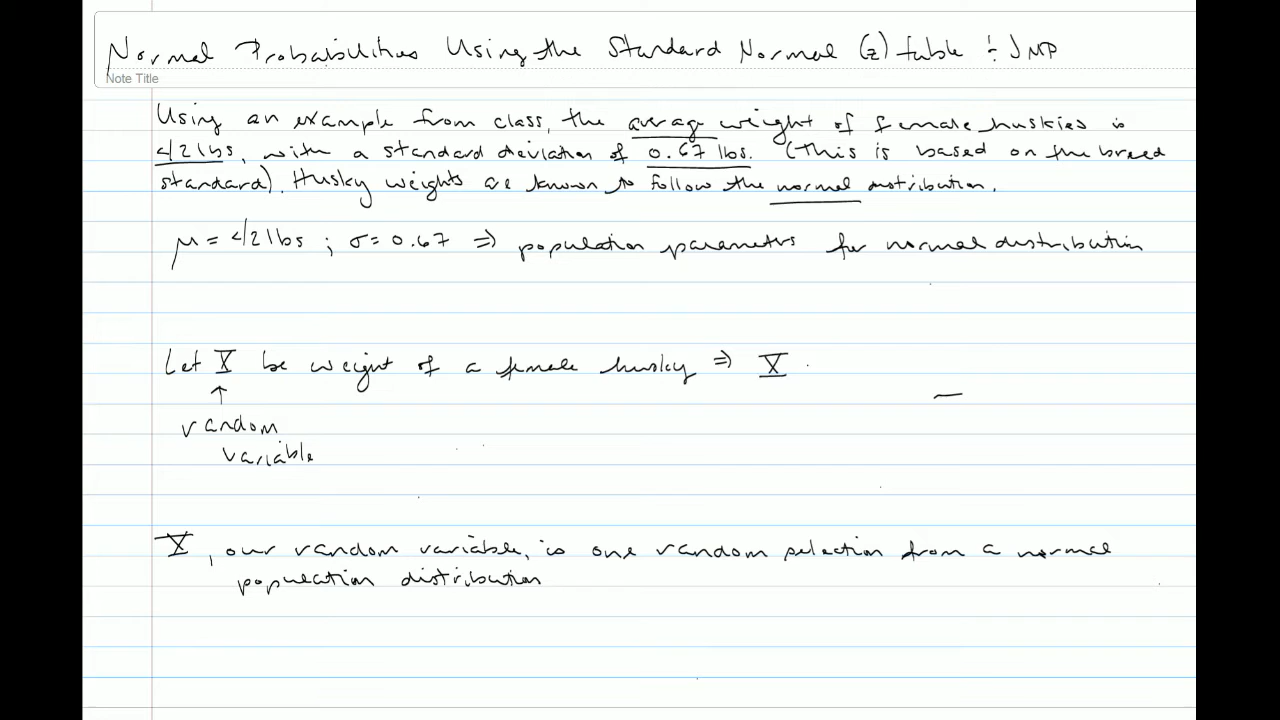 Normal Probabilities Using the Standard Normal (z) table ÷ JMP
Note Title
Using an example from class, the average weight of female huskies is
42 lbs, with a standard deviation of 0.67 lbs. (This is based on the breed
standard). Husky weights are known to follow the normal distribution.
μ = 42 lbs ; σ = 0.67 ⇒ population parameters for normal distribution
Let X be weight of a female husky ⇒ X
↑
random
variable
X, our random variable, is one random selection from a normal
population distribution